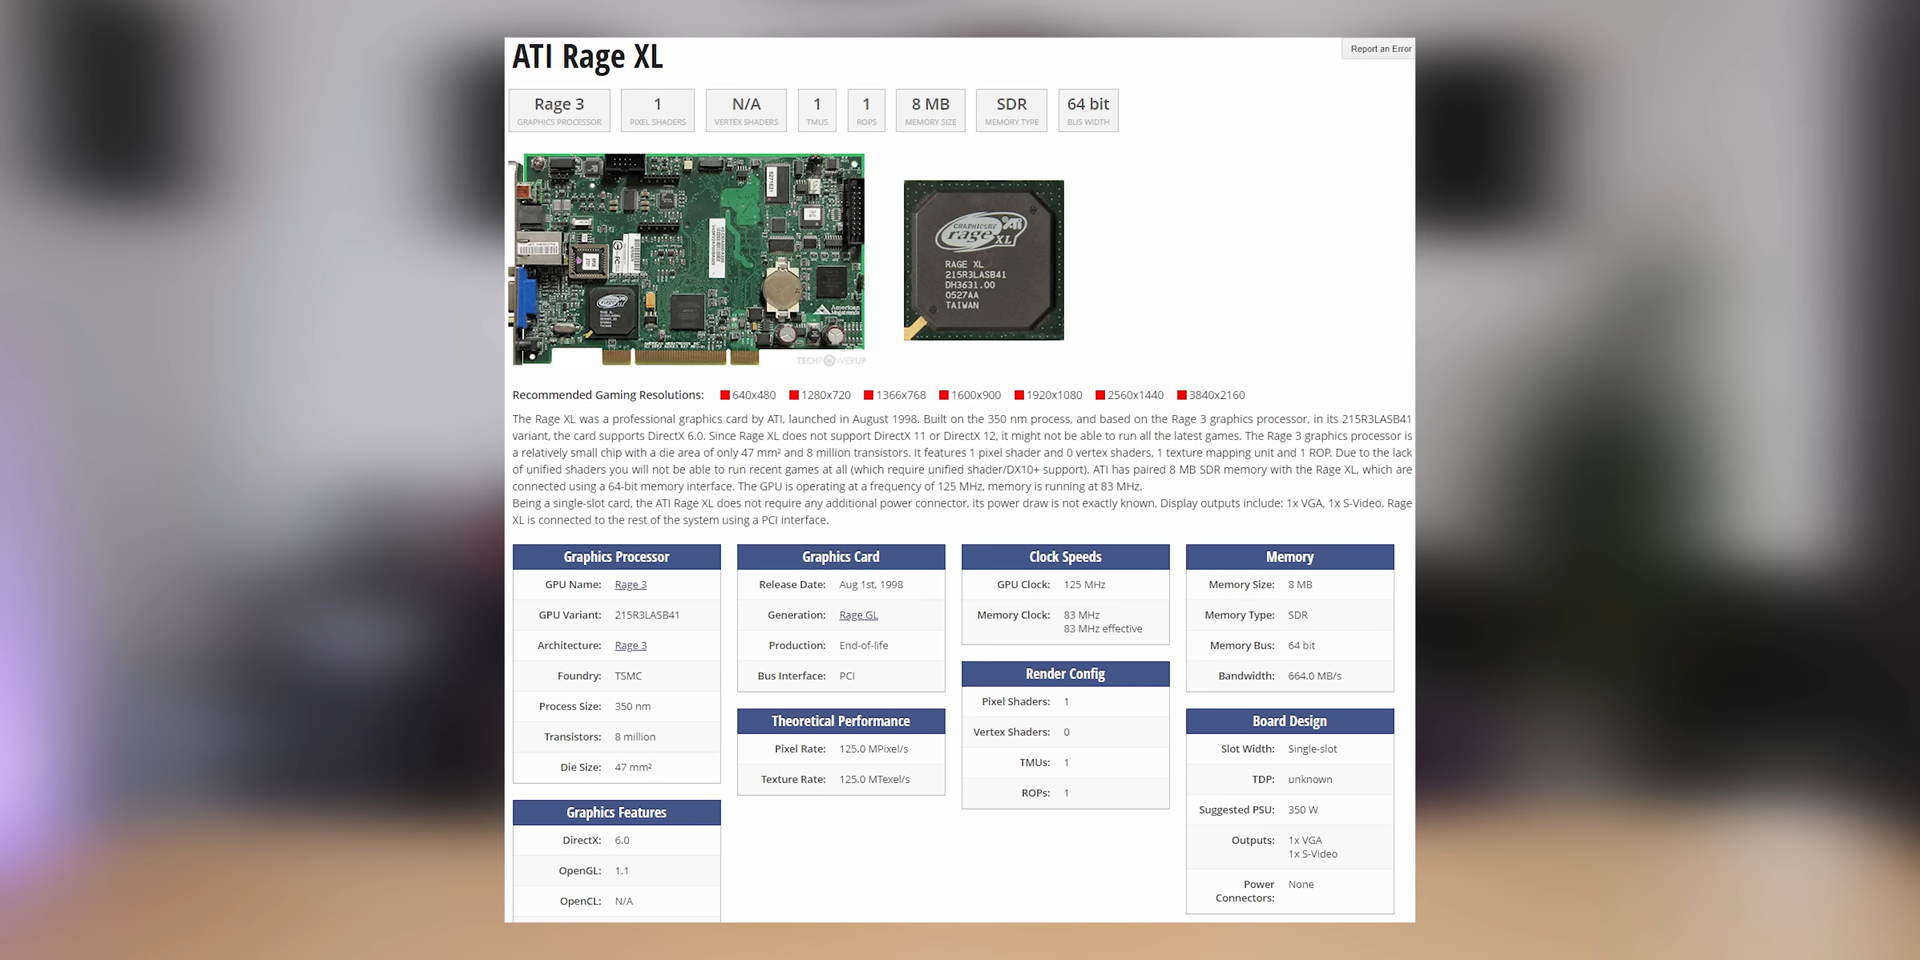 ATI Rage XL
Report an Error
Rage 3
GRAPHICS PROCESSOR
1
PIXEL SHADERS
N/A
VERTEX SHADERS
1
TMUS
1
ROPS
8 MB
MEMORY SIZE
SDR
MEMORY TYPE
64 bit
BUS WIDTH
American
Megatrends
TECHPOWERUP
GRAPHICS BY
rage XL
ATI
RAGE XL
215R3LASB41
DH3631.00
0527AA
TAIWAN
Recommended Gaming Resolutions: 640x480 1280x720 1366x768 1600x900 1920x1080 2560x1440 3840x2160
The Rage XL was a professional graphics card by ATI, launched in August 1998. Built on the 350 nm process, and based on the Rage 3 graphics processor, in its 215R3LASB41
variant, the card supports DirectX 6.0. Since Rage XL does not support DirectX 11 or DirectX 12, it might not be able to run all the latest games. The Rage 3 graphics processor is
a relatively small chip with a die area of only 47 mm² and 8 million transistors. It features 1 pixel shader and 0 vertex shaders, 1 texture mapping unit and 1 ROP. Due to the lack
of unified shaders you will not be able to run recent games at all (which require unified shader/DX10+ support). ATI has paired 8 MB SDR memory with the Rage XL, which are
connected using a 64-bit memory interface. The GPU is operating at a frequency of 125 MHz, memory is running at 83 MHz.
Being a single-slot card, the ATI Rage XL does not require any additional power connector, its power draw is not exactly known. Display outputs include: 1x VGA, 1x S-Video. Rage
XL is connected to the rest of the system using a PCI interface.
Graphics Processor
GPU Name: Rage 3
GPU Variant: 215R3LASB41
Architecture: Rage 3
Foundry: TSMC
Process Size: 350 nm
Transistors: 8 million
Die Size: 47 mm²
Graphics Features
DirectX: 6.0
OpenGL: 1.1
OpenCL: N/A
Graphics Card
Release Date: Aug 1st, 1998
Generation: Rage GL
Production: End-of-life
Bus Interface: PCI
Theoretical Performance
Pixel Rate: 125.0 MPixel/s
Texture Rate: 125.0 MTexel/s
Clock Speeds
GPU Clock: 125 MHz
Memory Clock: 83 MHz
83 MHz effective
Render Config
Pixel Shaders: 1
Vertex Shaders: 0
TMUs: 1
ROPs: 1
Memory
Memory Size: 8 MB
Memory Type: SDR
Memory Bus: 64 bit
Bandwidth: 664.0 MB/s
Board Design
Slot Width: Single-slot
TDP: unknown
Suggested PSU: 350 W
Outputs: 1x VGA
1x S-Video
Power
Connectors: None